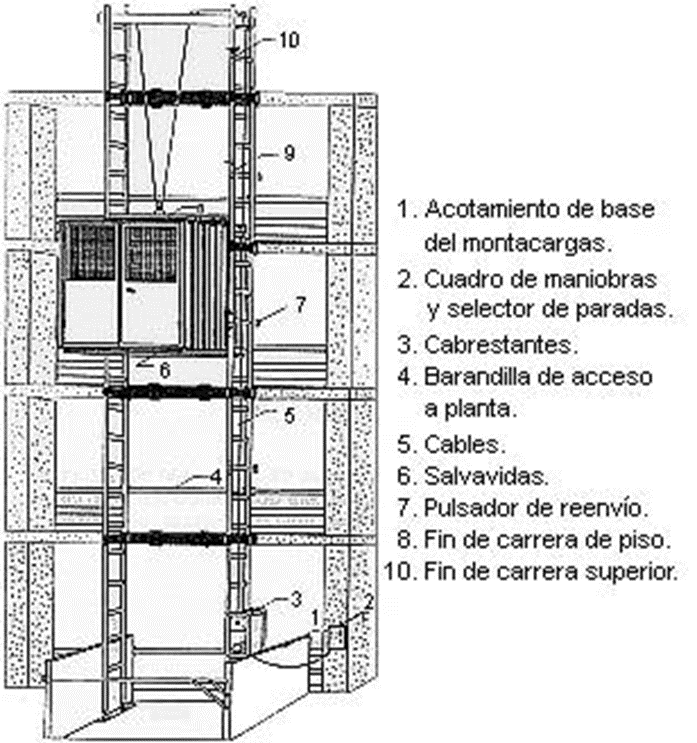 10
9
7
6
5
4
3
1
2
1. Acotamiento de base
del montacargas.
2. Cuadro de maniobras
y selector de paradas.
3. Cabrestantes.
4. Barandilla de acceso
a planta.
5. Cables.
6. Salvavidas.
7. Pulsador de reenvío.
8. Fin de carrera de piso.
10. Fin de carrera superior.